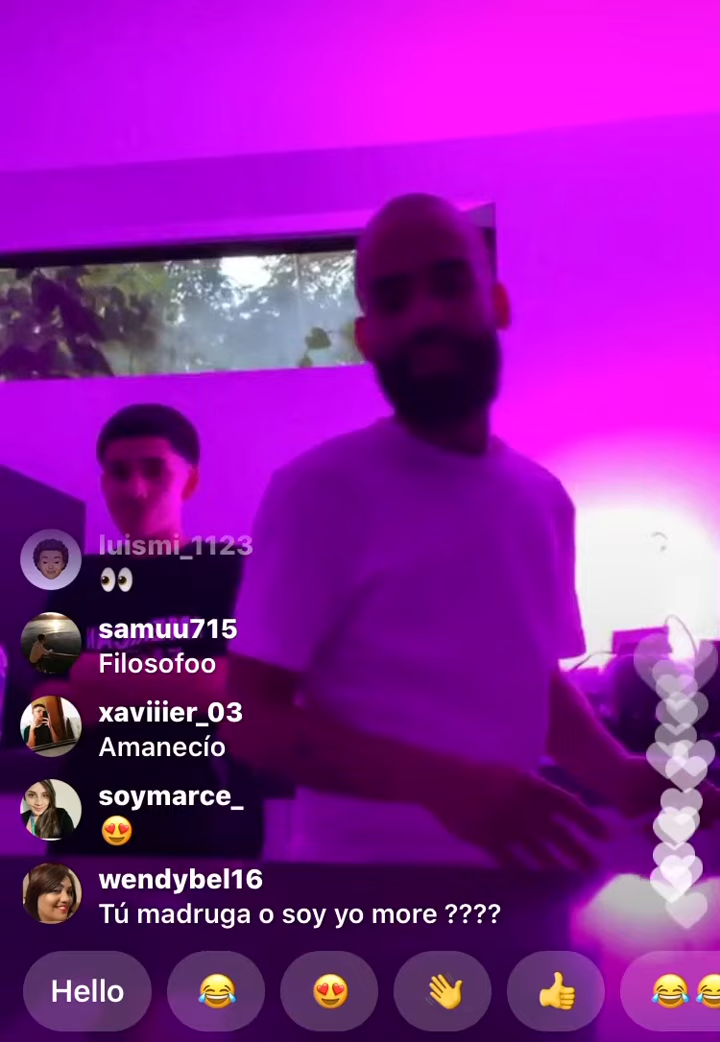 luismi_1123
👀
samuu715
Filosofoo
xaviiier_03
Amanecío
soymarce_
😍
wendybel16
Tú madruga o soy yo more ????
Hello 😂 😍 👋 👍 😂😂